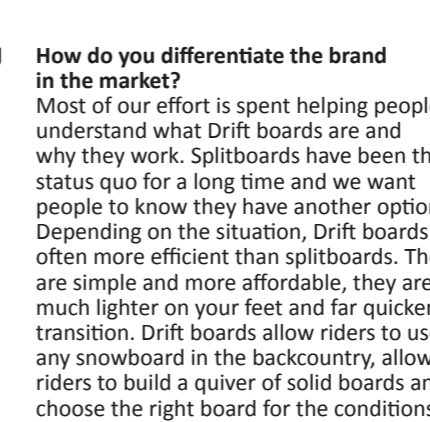 How do you differentiate the brand
in the market?
Most of our effort is spent helping people
understand what Drift boards are and
why they work. Splitboards have been th
status quo for a long time and we want
people to know they have another optio
Depending on the situation, Drift boards
often more efficient than splitboards. Th
are simple and more affordable, they are
much lighter on your feet and far quicker
transition. Drift boards allow riders to us
any snowboard in the backcountry, allow
riders to build a quiver of solid boards an
choose the right board for the conditions